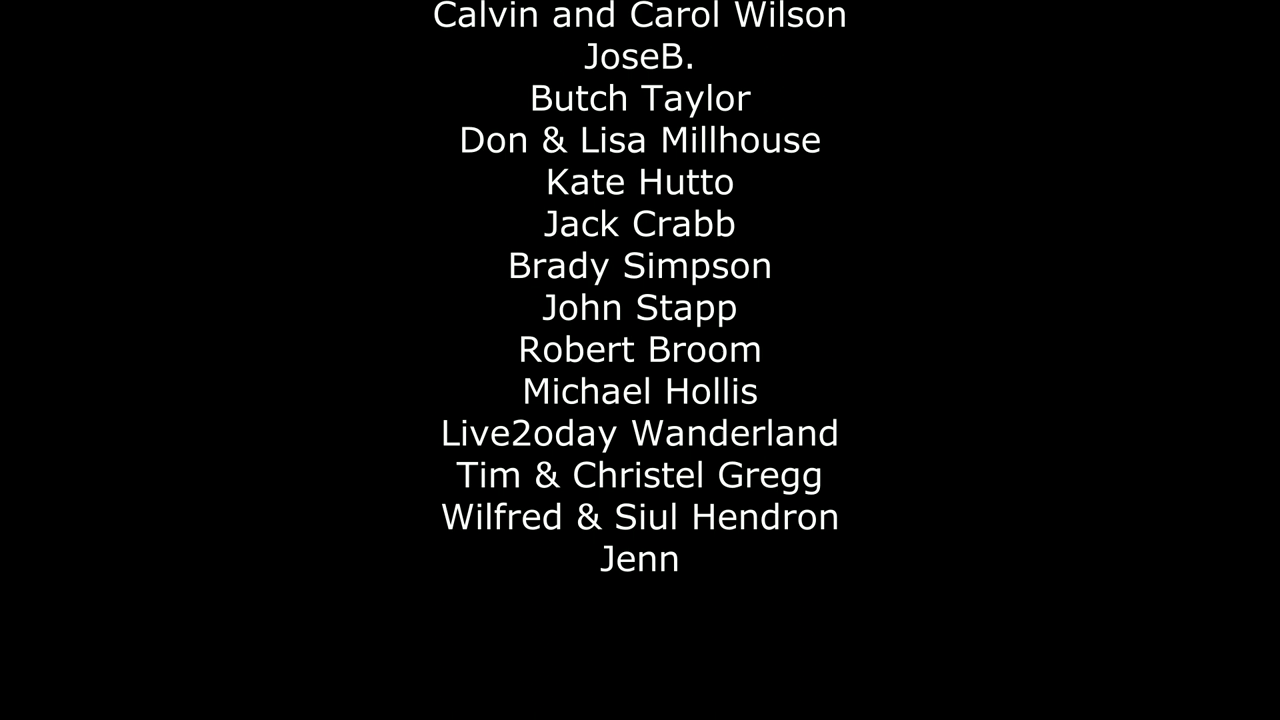 Calvin and Carol Wilson
JoseB.
Butch Taylor
Don & Lisa Millhouse
Kate Hutto
Jack Crabb
Brady Simpson
John Stapp
Robert Broom
Michael Hollis
Live2oday Wanderland
Tim & Christel Gregg
Wilfred & Siul Hendron
Jenn